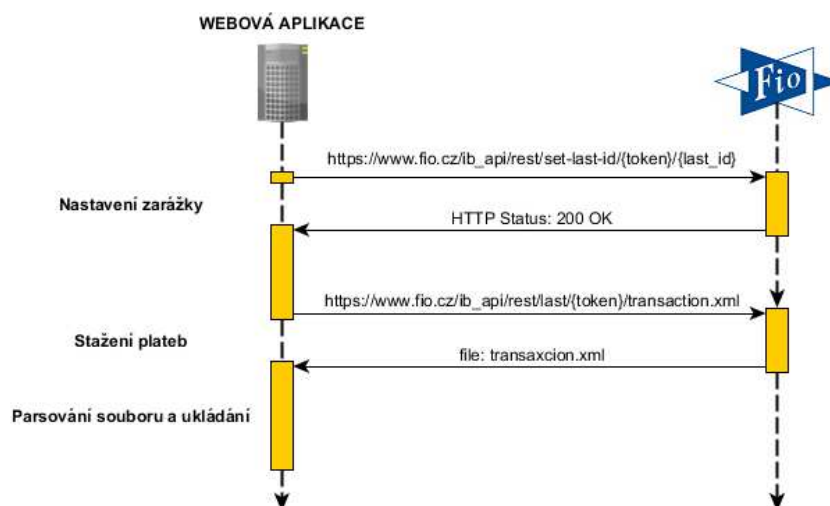 WEBOVÁ APLIKACE
Fio
https://www.fio.cz/ib_api/rest/set-last-id/{token}/{last_id}
Nastavení zarážky
HTTP Status: 200 OK
https://www.fio.cz/ib_api/rest/last/{token}/transaction.xml
Stažení plateb
file: transaxcion.xml
Parsování souboru a ukládání